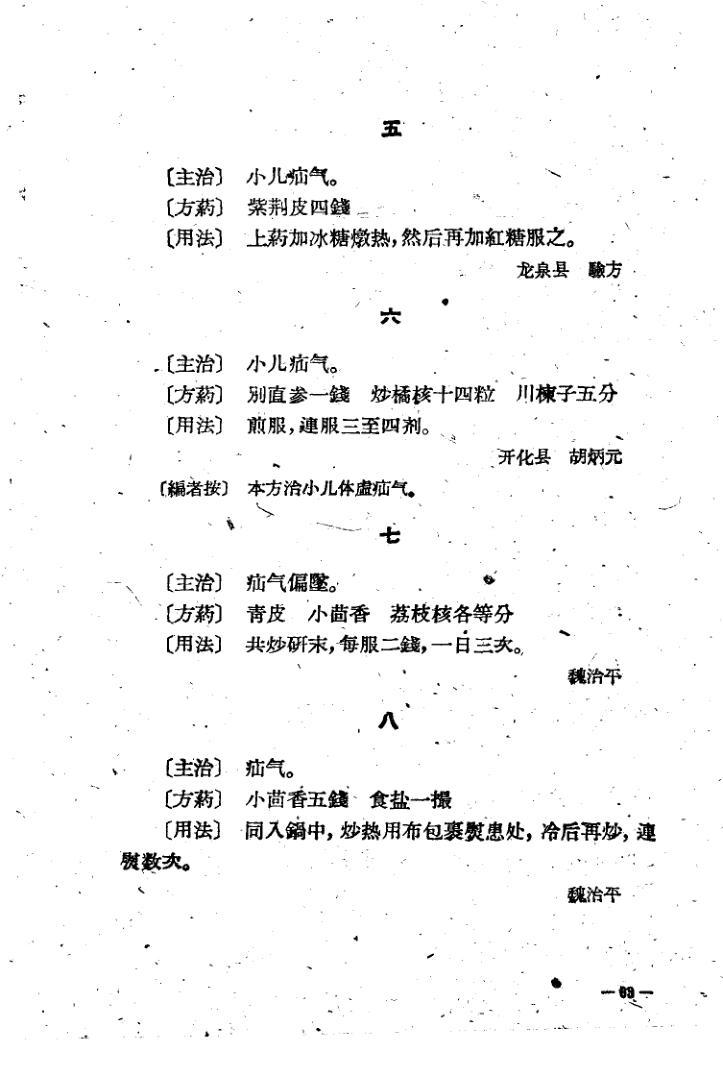 五
〔主治〕 小儿疝气。
〔方葯〕 紫荆皮四錢
〔用法〕 上葯加冰糖燉热，然后再加紅糖服之。
龙泉县 驗方
六
〔主治〕 小儿疝气。
〔方葯〕 別直参一錢 炒橘核十四粒 川楝子五分
〔用法〕 煎服，連服三至四剂。
开化县 胡炳元
〔編者按〕 本方治小儿体虛疝气。
七
〔主治〕 疝气偏墜。
〔方葯〕 青皮 小茴香 荔枝核各等分
〔用法〕 共炒研末，每服二錢，一日三次。
魏治平
八
〔主治〕 疝气。
〔方葯〕 小茴香五錢 食盐一撮
〔用法〕 同入鍋中，炒热用布包裹熨患处，冷后再炒，連
熨数次。
魏治平